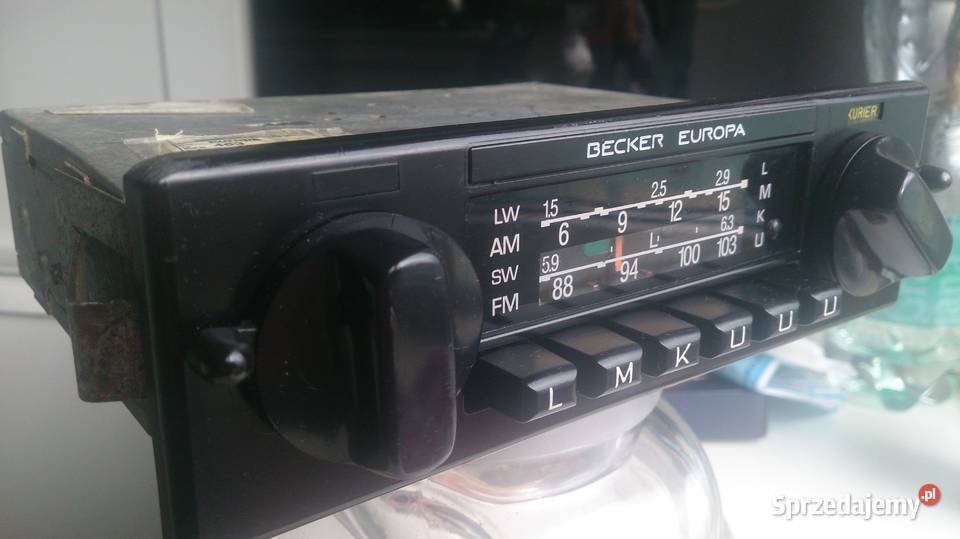 KURIER
BECKER EUROPA
LW 1.5 2.5 2.9 L
AM 6 9 12 15 M
SW 5.9 L 6.3 K
FM 88 94 100 103 U
L M K U U U
Sprzedajemy.pl